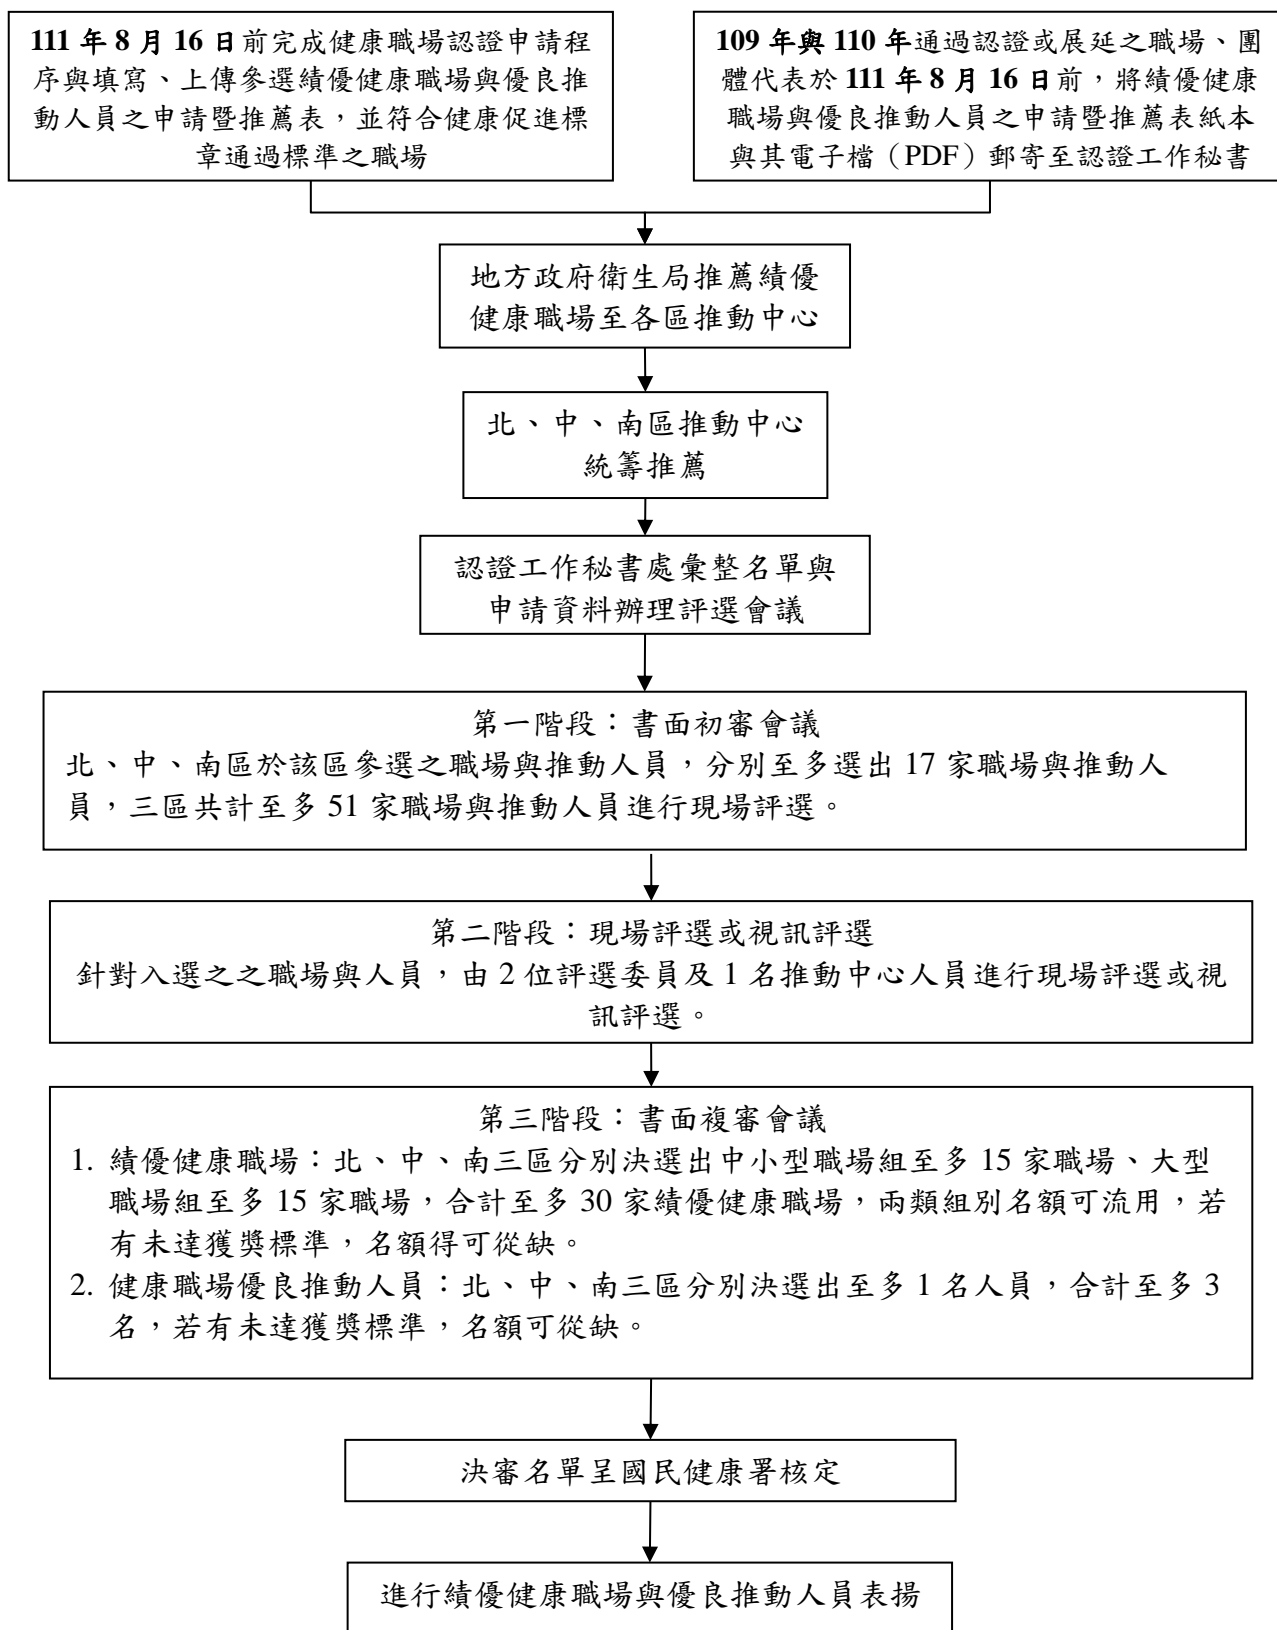 111 年 8 月 16 日前完成健康職場認證申請程
序與填寫、上傳參選績優健康職場與優良推
動人員之申請暨推薦表，並符合健康促進標
章通過標準之職場
109 年與 110 年通過認證或展延之職場、團
體代表於 111 年 8 月 16 日前，將績優健康
職場與優良推動人員之申請暨推薦表紙本
與其電子檔（PDF）郵寄至認證工作秘書
地方政府衛生局推薦績優
健康職場至各區推動中心
北、中、南區推動中心
統籌推薦
認證工作秘書處彙整名單與
申請資料辦理評選會議
第一階段：書面初審會議
北、中、南區於該區參選之職場與推動人員，分別至多選出 17 家職場與推動人
員，三區共計至多 51 家職場與推動人員進行現場評選。
第二階段：現場評選或視訊評選
針對入選之之職場與人員，由 2 位評選委員及 1 名推動中心人員進行現場評選或視
訊評選。
第三階段：書面複審會議
1. 績優健康職場：北、中、南三區分別決選出中小型職場組至多 15 家職場、大型
職場組至多 15 家職場，合計至多 30 家績優健康職場，兩類組別名額可流用，若
有未達獲獎標準，名額得可從缺。
2. 健康職場優良推動人員：北、中、南三區分別決選出至多 1 名人員，合計至多 3
名，若有未達獲獎標準，名額可從缺。
決審名單呈國民健康署核定
進行績優健康職場與優良推動人員表揚